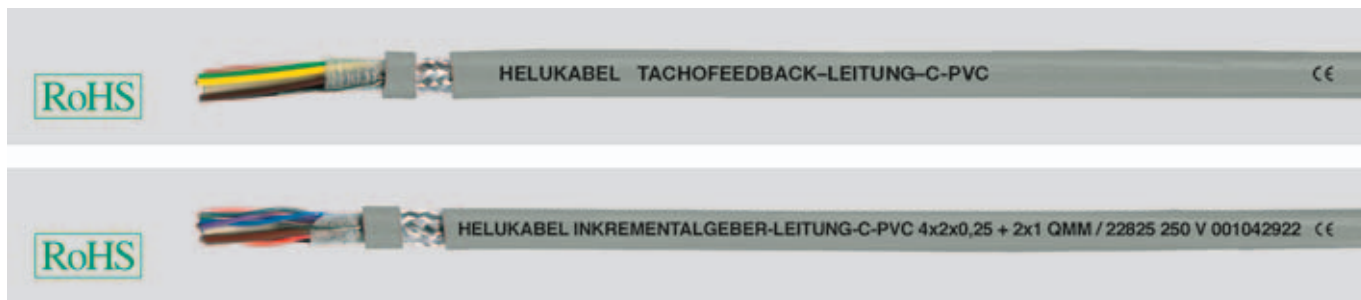 RoHS
HELUKABEL TACHOFEEDBACK–LEITUNG–C-PVC CE
RoHS
HELUKABEL INKREMENTALGEBER-LEITUNG-C-PVC 4x2x0,25 + 2x1 QMM / 22825 250 V 001042922 CE